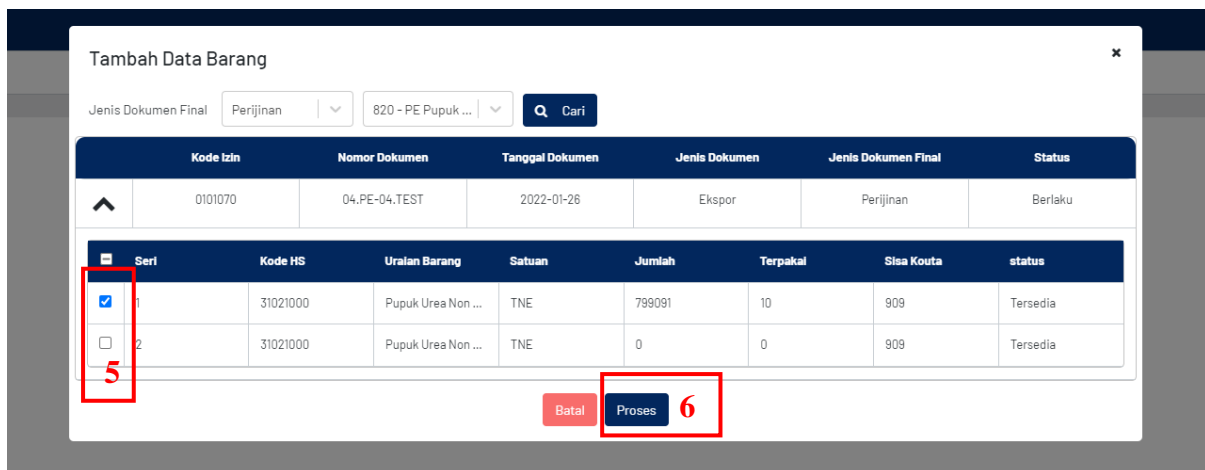 Tambah Data Barang
Jenis Dokumen Final Perijinan 820 - PE Pupuk ... Cari
Kode Izin Nomor Dokumen Tanggal Dokumen Jenis Dokumen Jenis Dokumen Final Status
0101070 04.PE-04.TEST 2022-01-26 Ekspor Perijinan Berlaku
Seri Kode HS Uraian Barang Satuan Jumlah Terpakai Sisa Kouta status
1 31021000 Pupuk Urea Non ... TNE 799091 10 909 Tersedia
2 31021000 Pupuk Urea Non ... TNE 0 0 909 Tersedia
5
Batal Proses 6